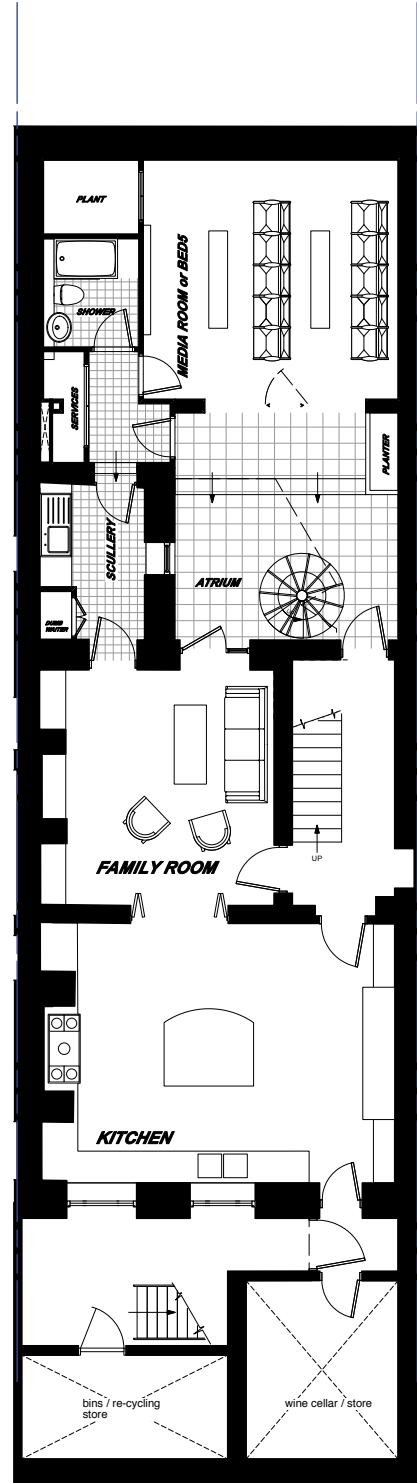 PLANT
MEDIA ROOM or BED5
SHOWER
SERVICES
PLANTER
SCULLERY
ATRIUM
DUMB
WAITER
UP
FAMILY ROOM
KITCHEN
bins / re-cycling
store
wine cellar / store